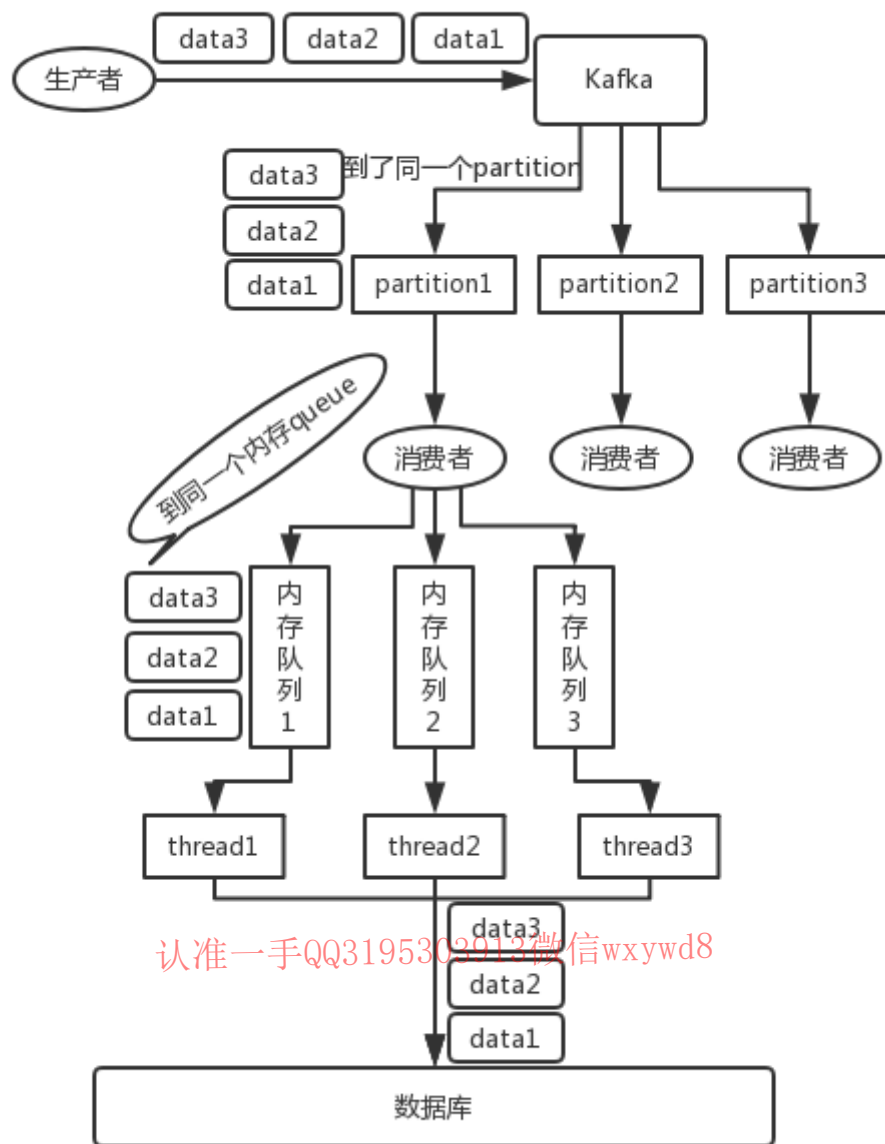 data3 data2 data1
生产者
Kafka
到了同一个partition
data3
data2
data1
partition1 partition2 partition3
到同一个内存queue
消费者 消费者 消费者
data3
data2
data1
内存队列1
内存队列2
内存队列3
thread1 thread2 thread3
data3
认准一手QQ3195303913微信wxywd8
data2
data1
数据库